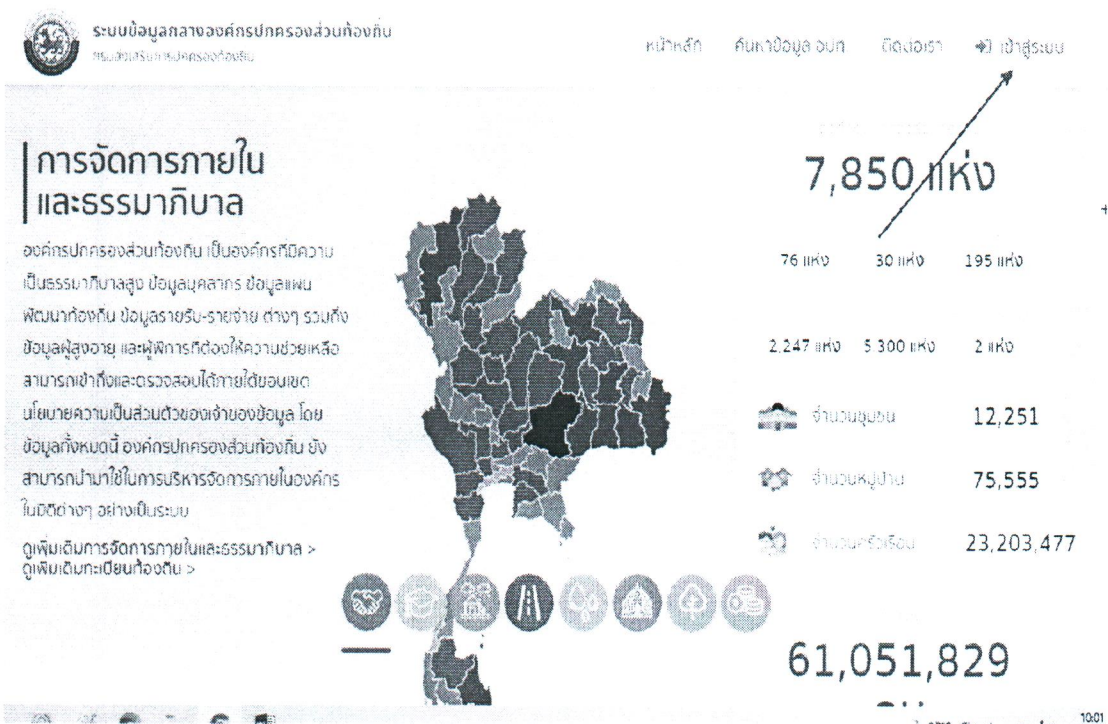 ระบบข้อมูลกลางองค์กรปกครองส่วนท้องถิ่น
กรมส่งเสริมการปกครองท้องถิ่น
หน้าหลัก ค้นหาข้อมูล อปท ติดต่อเรา เข้าสู่ระบบ
การจัดการภายใน
และธรรมาภิบาล
องค์กรปกครองส่วนท้องถิ่น เป็นองค์กรที่มีความ
เป็นธรรมาภิบาลสูง ข้อมูลบุคลากร ข้อมูลแผน
พัฒนาท้องถิ่น ข้อมูลรายรับ-รายจ่าย ต่างๆ รวมถึง
ข้อมูลผู้สูงอายุ และผู้พิการที่ต้องให้ความช่วยเหลือ
สามารถเข้าถึงและตรวจสอบได้ภายใต้ขอบเขต
นโยบายความเป็นส่วนตัวของเจ้าของข้อมูล โดย
ข้อมูลทั้งหมดนี้ องค์กรปกครองส่วนท้องถิ่น ยัง
สามารถนำมาใช้ในการบริหารจัดการภายในองค์กร
ในมิติต่างๆ อย่างเป็นระบบ
ดูเพิ่มเติมการจัดการภายในและธรรมาภิบาล >
ดูเพิ่มเติมทะเบียนท้องถิ่น >
7,850 แห่ง
76 แห่ง 30 แห่ง 195 แห่ง
2,247 แห่ง 5,300 แห่ง 2 แห่ง
จำนวนชุมชน 12,251
จำนวนหมู่บ้าน 75,555
จำนวนครัวเรือน 23,203,477
61,051,829
10:01